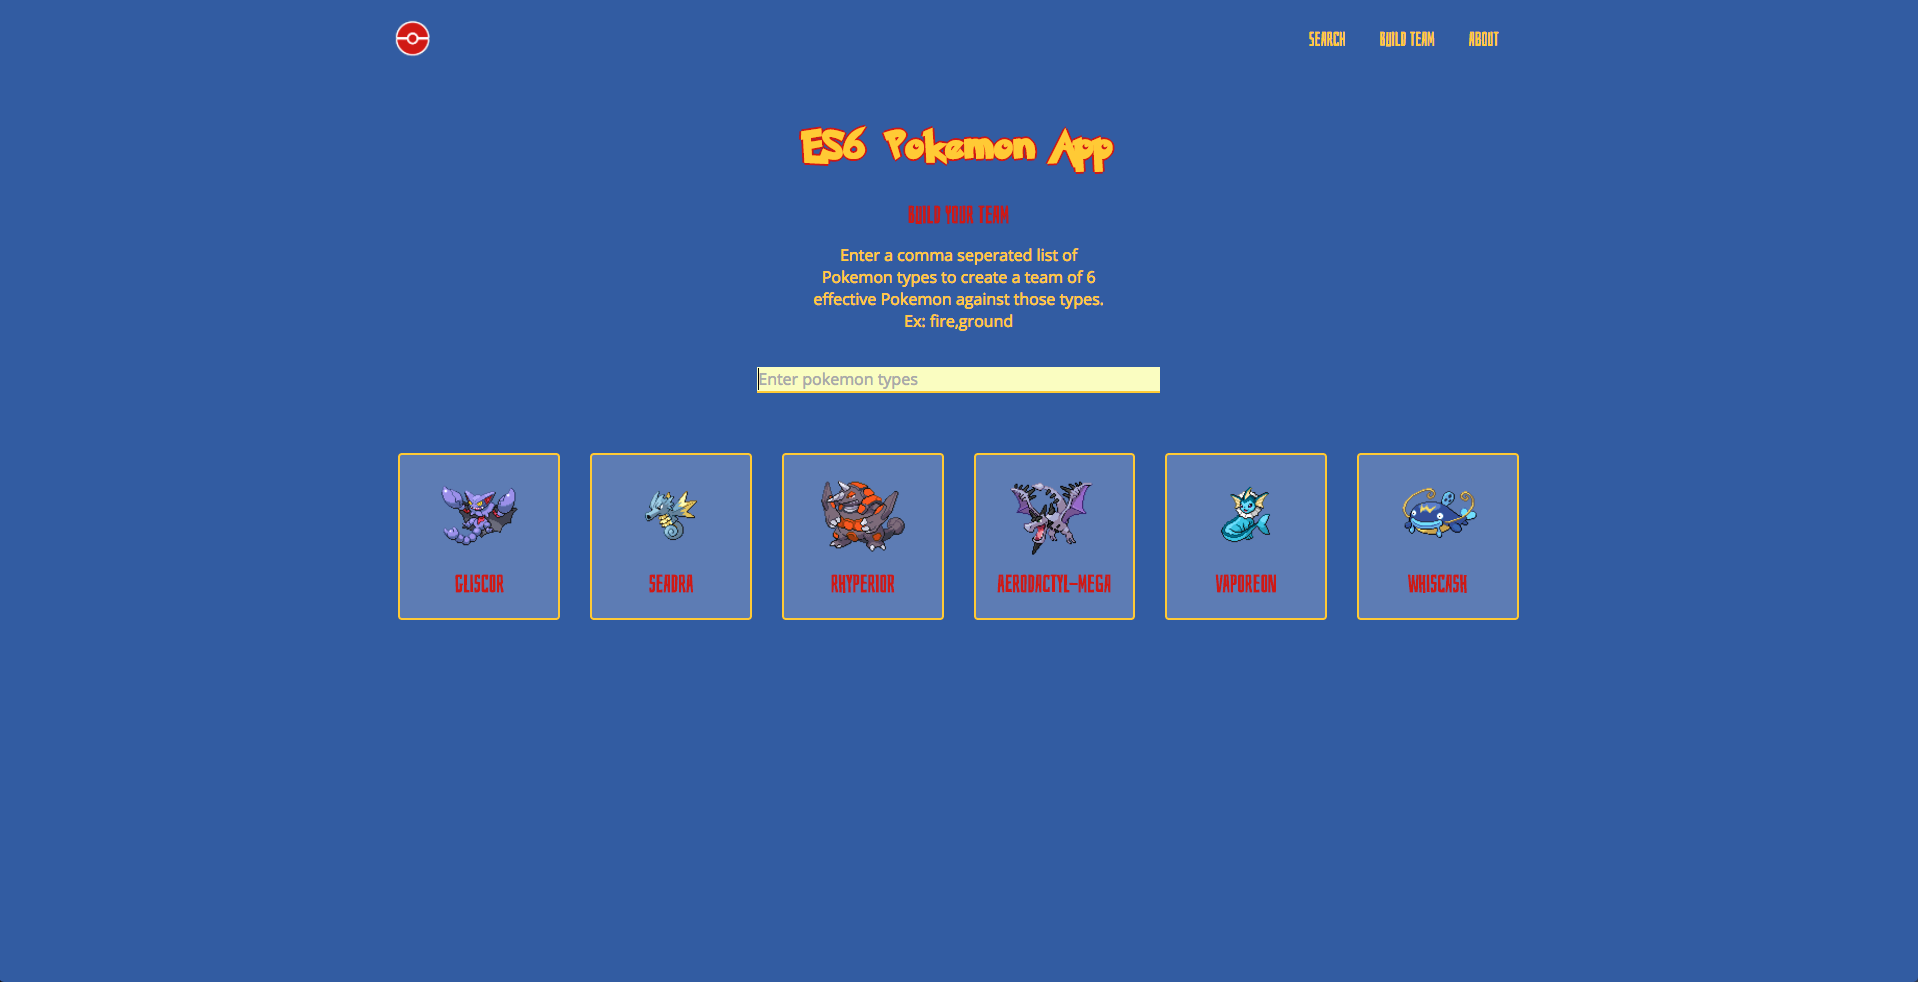 SEARCH BUILD TEAM ABOUT
ES6 Pokemon App
BUILD YOUR TEAM
Enter a comma seperated list of
Pokemon types to create a team of 6
effective Pokemon against those types.
Ex: fire,ground
Enter pokemon types
GLISCOR SEADRA RHYPERIOR AERODACTYL-MEGA VAPOREON WHISCASH